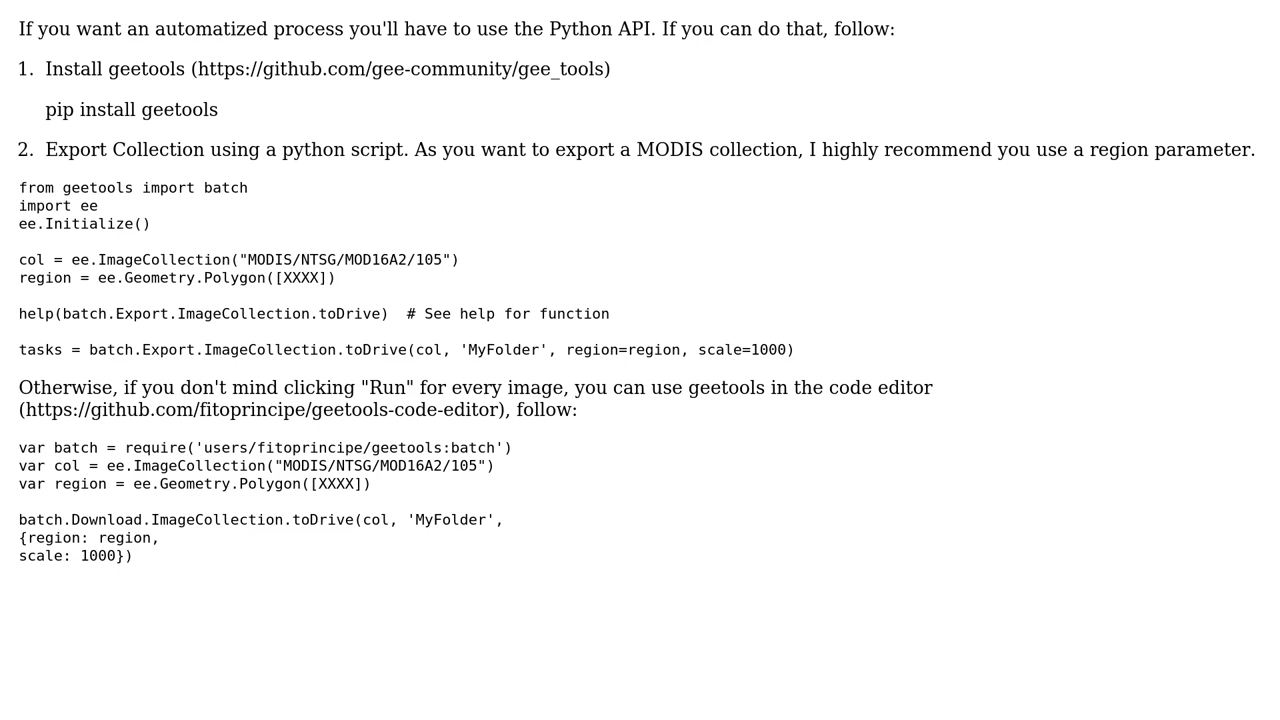 If you want an automatized process you'll have to use the Python API. If you can do that, follow:
1. Install geetools (https://github.com/gee-community/gee_tools)
pip install geetools
2. Export Collection using a python script. As you want to export a MODIS collection, I highly recommend you use a region parameter.
from geetools import batch
import ee
ee.Initialize()
col = ee.ImageCollection("MODIS/NTSG/MOD16A2/105")
region = ee.Geometry.Polygon([XXXX])
help(batch.Export.ImageCollection.toDrive)  # See help for function
tasks = batch.Export.ImageCollection.toDrive(col, 'MyFolder', region=region, scale=1000)
Otherwise, if you don't mind clicking "Run" for every image, you can use geetools in the code editor
(https://github.com/fitoprincipe/geetools-code-editor), follow:
var batch = require('users/fitoprincipe/geetools:batch')
var col = ee.ImageCollection("MODIS/NTSG/MOD16A2/105")
var region = ee.Geometry.Polygon([XXXX])
batch.Download.ImageCollection.toDrive(col, 'MyFolder',
{region: region,
scale: 1000})